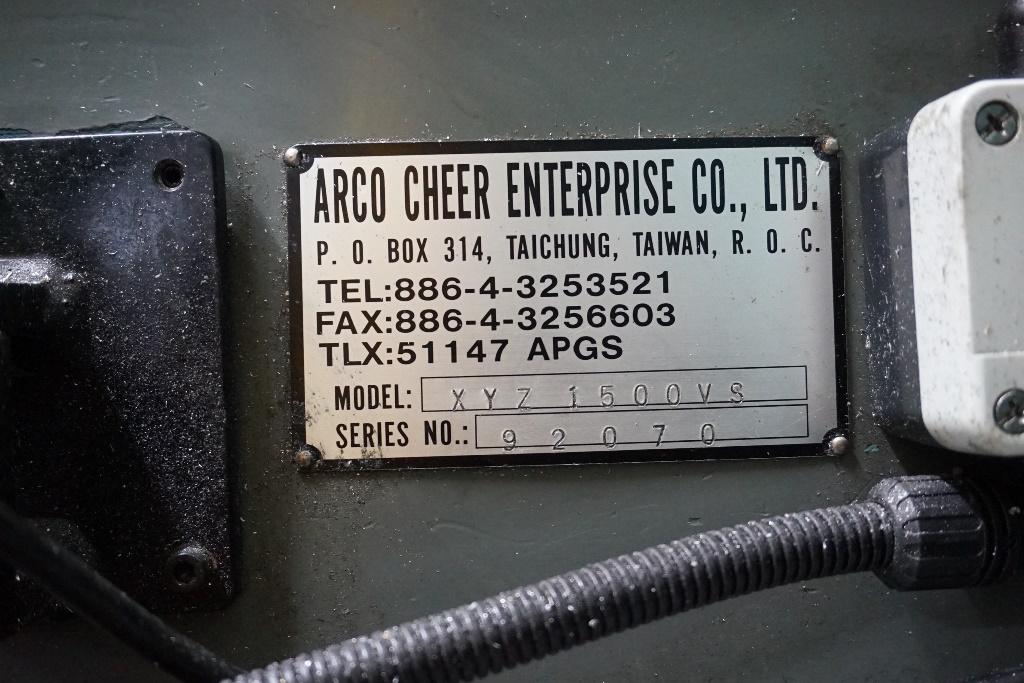 ARCO CHEER ENTERPRISE CO., LTD.
P. O. BOX 314, TAICHUNG, TAIWAN, R. O. C.
TEL:886-4-3253521
FAX:886-4-3256603
TLX:51147 APGS
MODEL: XYZ 1500VS
SERIES NO.: 92070